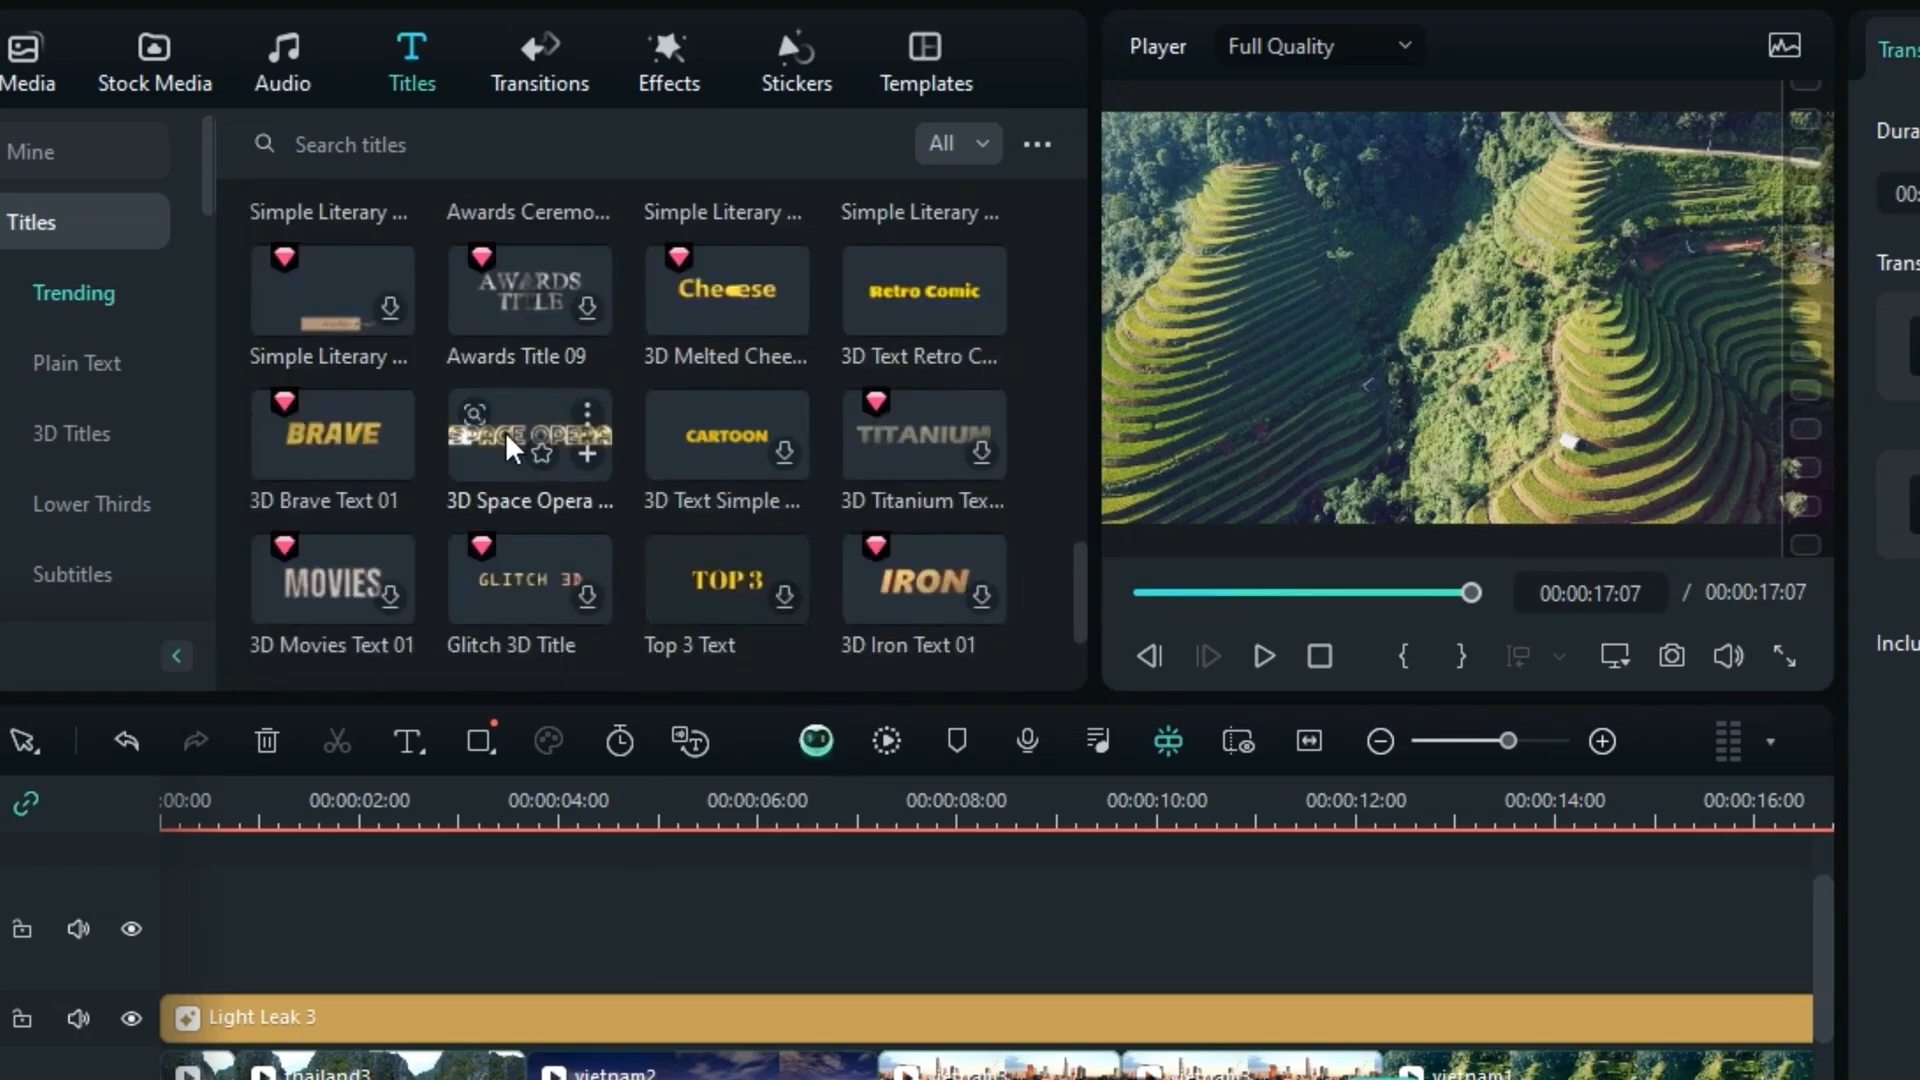 Media
Stock Media
Audio
Titles
Transitions
Effects
Stickers
Templates
Player
Full Quality
Mine
Titles
Trending
Plain Text
3D Titles
Lower Thirds
Subtitles
Search titles
All
Simple Literary ...
Awards Ceremo...
Simple Literary ...
Simple Literary ...
AWARDS
TITLE
Cheese
Retro Comic
Simple Literary ...
Awards Title 09
3D Melted Chee...
3D Text Retro C...
BRAVE
SPACE OPERA
CARTOON
TITANIUM
3D Brave Text 01
3D Space Opera ...
3D Text Simple ...
3D Titanium Tex...
MOVIES
GLITCH 3D
TOP 3
IRON
3D Movies Text 01
Glitch 3D Title
Top 3 Text
3D Iron Text 01
00:00:17:07
/ 00:00:17:07
Trans
Dura
00:
Trans
Inclu
:00:00
00:00:02:00
00:00:04:00
00:00:06:00
00:00:08:00
00:00:10:00
00:00:12:00
00:00:14:00
00:00:16:00
Light Leak 3
thailand3
vietnam2
vietnam3
vietnam3
vietnam1